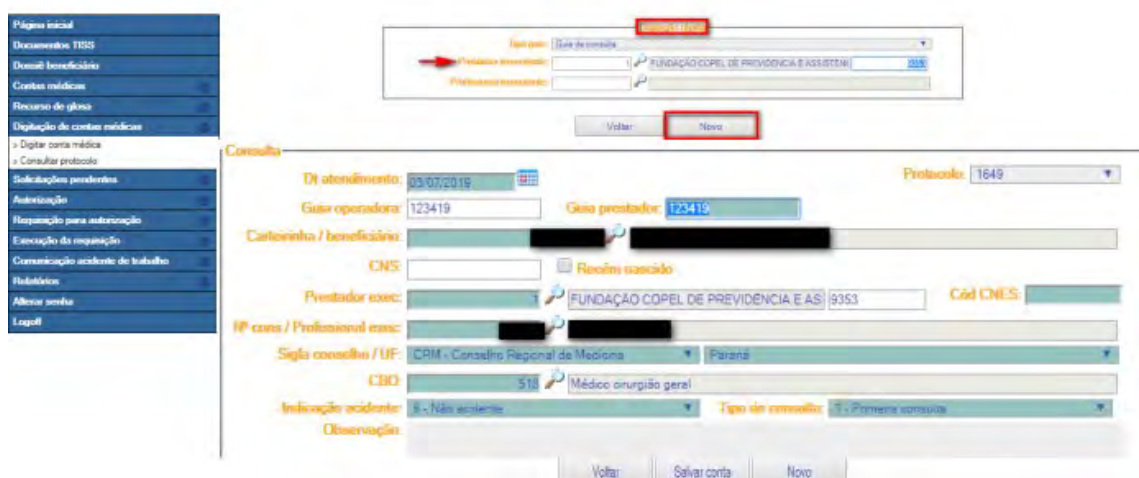 Página inicial
Documentos TISS
Dossiê beneficiário
Contas médicas
Recurso de glosa
Digitação de contas médicas
> Digitar conta médica
> Consultar protocolo
Solicitações pendentes
Autorização
Requisição para autorização
Execução da requisição
Comunicação acidente de trabalho
Relatórios
Alterar senha
Logoff
Tipo guia: Guia de consulta
Prestador executante: 1 FUNDAÇÃO COPEL DE PREVIDENCIA E ASSISTENC
Profissional executante:
Voltar Novo
Consulta
Dt atendimento: 03/07/2019 Protocolo: 1649
Guia operadora: 123419 Guia prestador: 123419
Carteirinha / beneficiário:
CNS: Recém nascido
Prestador exec: 1 FUNDAÇÃO COPEL DE PREVIDENCIA E AS 9353 Cód CNES:
Nº cons / Profissional exec:
Sigla conselho / UF: CRM - Conselho Regional de Medicina Paraná
CBO: 518 Médico cirurgião geral
Indicação acidente: 9 - Não acidente Tipo de consulta: 1 - Primeira consulta
Observação:
Voltar Salvar conta Novo